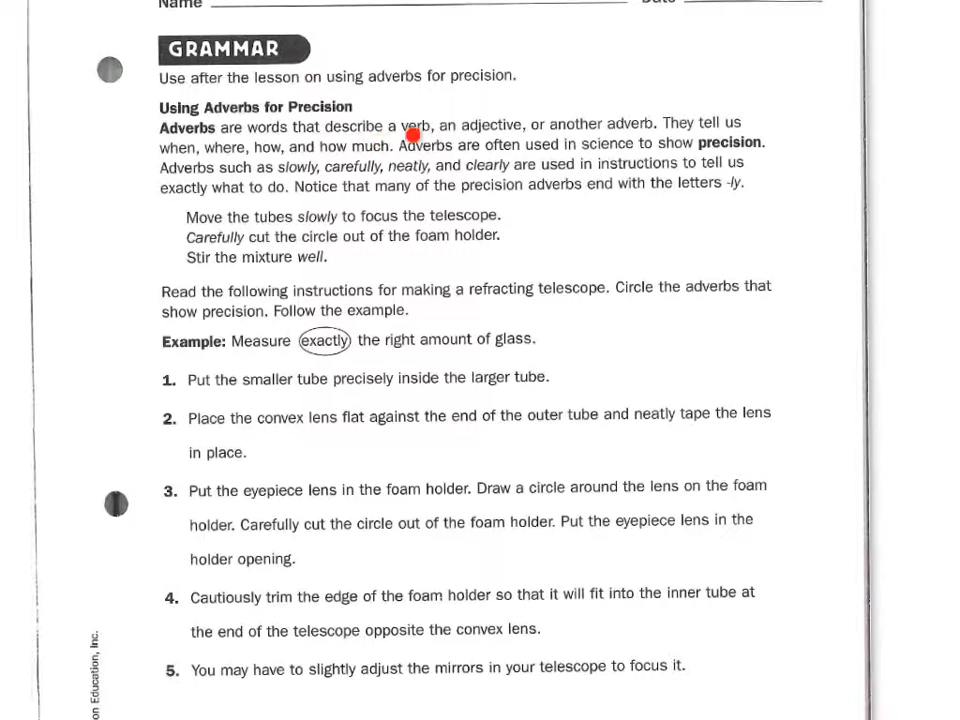 Name
GRAMMAR
Use after the lesson on using adverbs for precision.
Using Adverbs for Precision
Adverbs are words that describe a verb, an adjective, or another adverb. They tell us
when, where, how, and how much. Adverbs are often used in science to show precision.
Adverbs such as slowly, carefully, neatly, and clearly are used in instructions to tell us
exactly what to do. Notice that many of the precision adverbs end with the letters -ly.
Move the tubes slowly to focus the telescope.
Carefully cut the circle out of the foam holder.
Stir the mixture well.
Read the following instructions for making a refracting telescope. Circle the adverbs that
show precision. Follow the example.
Example: Measure exactly the right amount of glass.
1. Put the smaller tube precisely inside the larger tube.
2. Place the convex lens flat against the end of the outer tube and neatly tape the lens
in place.
3. Put the eyepiece lens in the foam holder. Draw a circle around the lens on the foam
holder. Carefully cut the circle out of the foam holder. Put the eyepiece lens in the
holder opening.
4. Cautiously trim the edge of the foam holder so that it will fit into the inner tube at
the end of the telescope opposite the convex lens.
5. You may have to slightly adjust the mirrors in your telescope to focus it.
on Education, Inc.